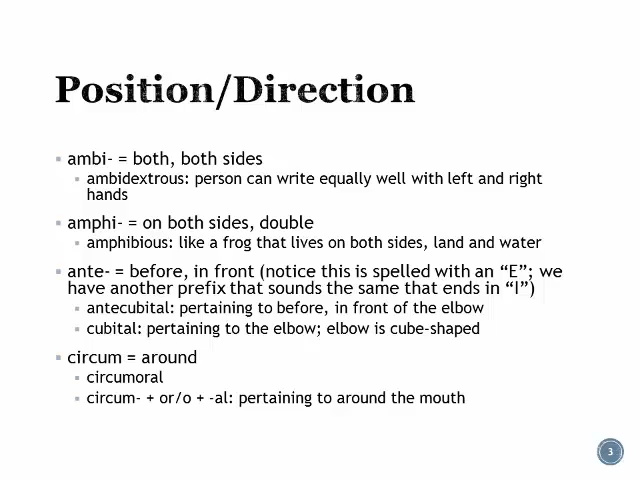 Position/Direction
ambi- = both, both sides
ambidextrous: person can write equally well with left and right
hands
amphi- = on both sides, double
amphibious: like a frog that lives on both sides, land and water
ante- = before, in front (notice this is spelled with an “E”; we
have another prefix that sounds the same that ends in “I”)
antecubital: pertaining to before, in front of the elbow
cubital: pertaining to the elbow; elbow is cube-shaped
circum = around
circumoral
circum- + or/o + -al: pertaining to around the mouth
3